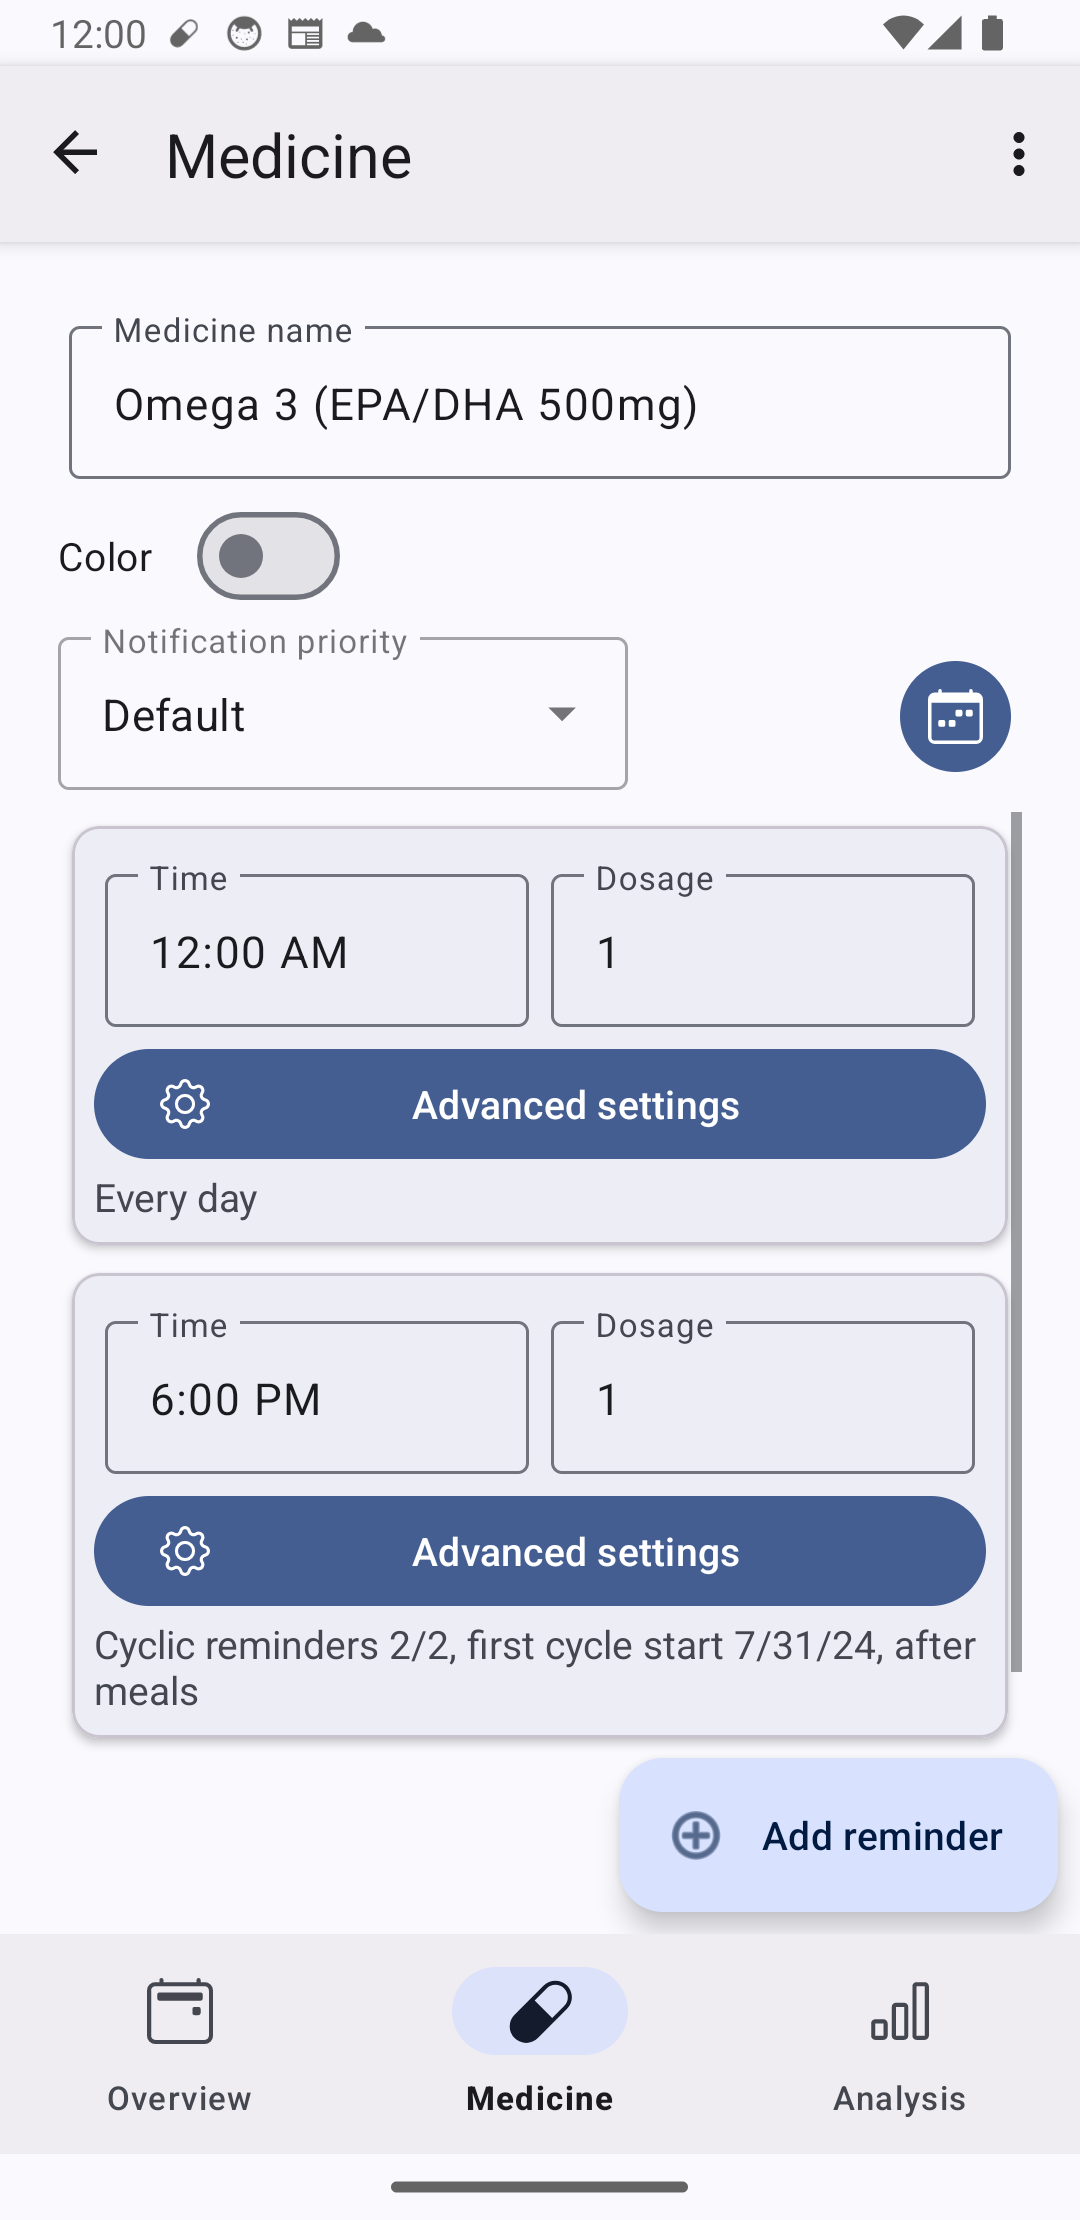 12:00
Medicine
Medicine name
Omega 3 (EPA/DHA 500mg)
Color
Notification priority
Default
Time
Dosage
12:00 AM
1
Advanced settings
Every day
Time
Dosage
6:00 PM
1
Advanced settings
Cyclic reminders 2/2, first cycle start 7/31/24, after
meals
Add reminder
Overview
Medicine
Analysis